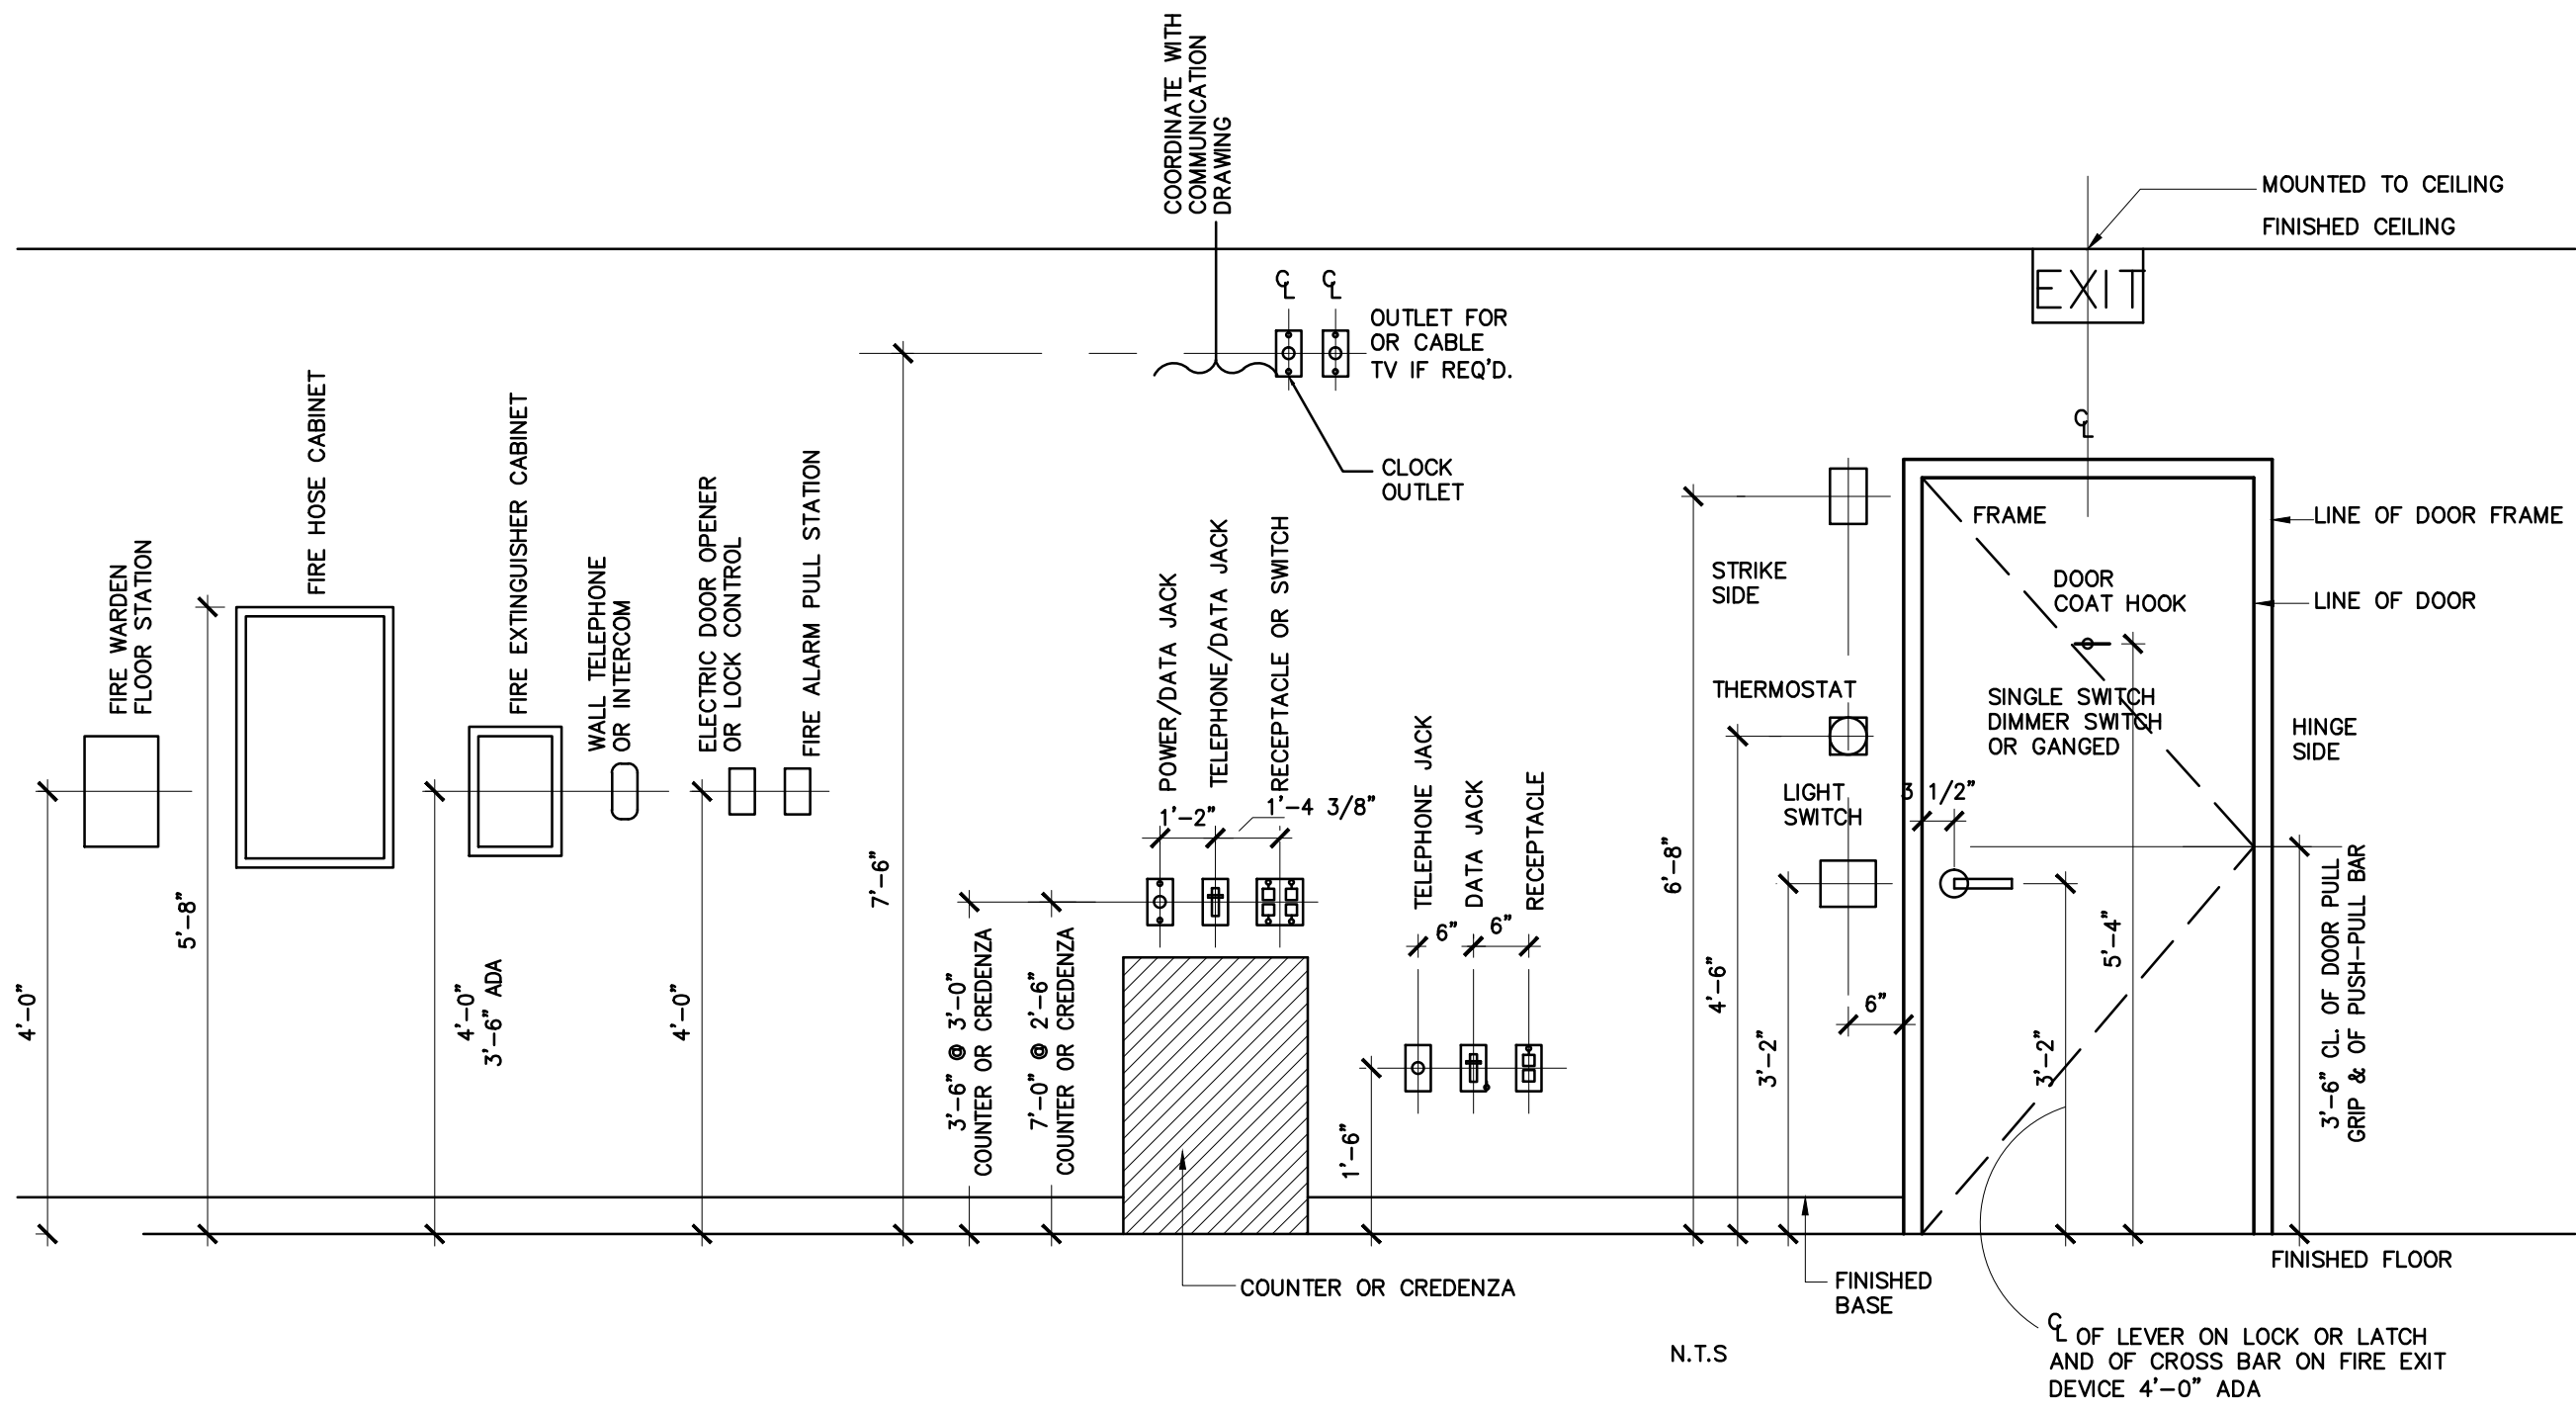 COORDINATE WITH
COMMUNICATION
DRAWING
MOUNTED TO CEILING
FINISHED CEILING
EXIT
℄
℄
OUTLET FOR
OR CABLE
TV IF REQ'D.
CLOCK
OUTLET
FIRE WARDEN
FLOOR STATION
4'-0"
FIRE HOSE CABINET
5'-8"
FIRE EXTINGUISHER CABINET
4'-0"
3'-6" ADA
WALL TELEPHONE
OR INTERCOM
ELECTRIC DOOR OPENER
OR LOCK CONTROL
4'-0"
FIRE ALARM PULL STATION
7'-6"
3'-6" @ 3'-0"
COUNTER OR CREDENZA
7'-0" @ 2'-6"
COUNTER OR CREDENZA
POWER/DATA JACK
TELEPHONE/DATA JACK
RECEPTACLE OR SWITCH
1'-2"
1'-4 3/8"
COUNTER OR CREDENZA
TELEPHONE JACK
DATA JACK
RECEPTACLE
6"
6"
1'-6"
6'-8"
STRIKE
SIDE
THERMOSTAT
4'-6"
LIGHT
SWITCH
3'-2"
6"
FINISHED
BASE
℄
FRAME
DOOR
COAT HOOK
SINGLE SWITCH
DIMMER SWITCH
OR GANGED
3 1/2"
3'-2"
5'-4"
LINE OF DOOR FRAME
LINE OF DOOR
HINGE
SIDE
3'-6" CL. OF DOOR PULL
GRIP & OF PUSH-PULL BAR
FINISHED FLOOR
℄ OF LEVER ON LOCK OR LATCH
AND OF CROSS BAR ON FIRE EXIT
DEVICE 4'-0" ADA
N.T.S